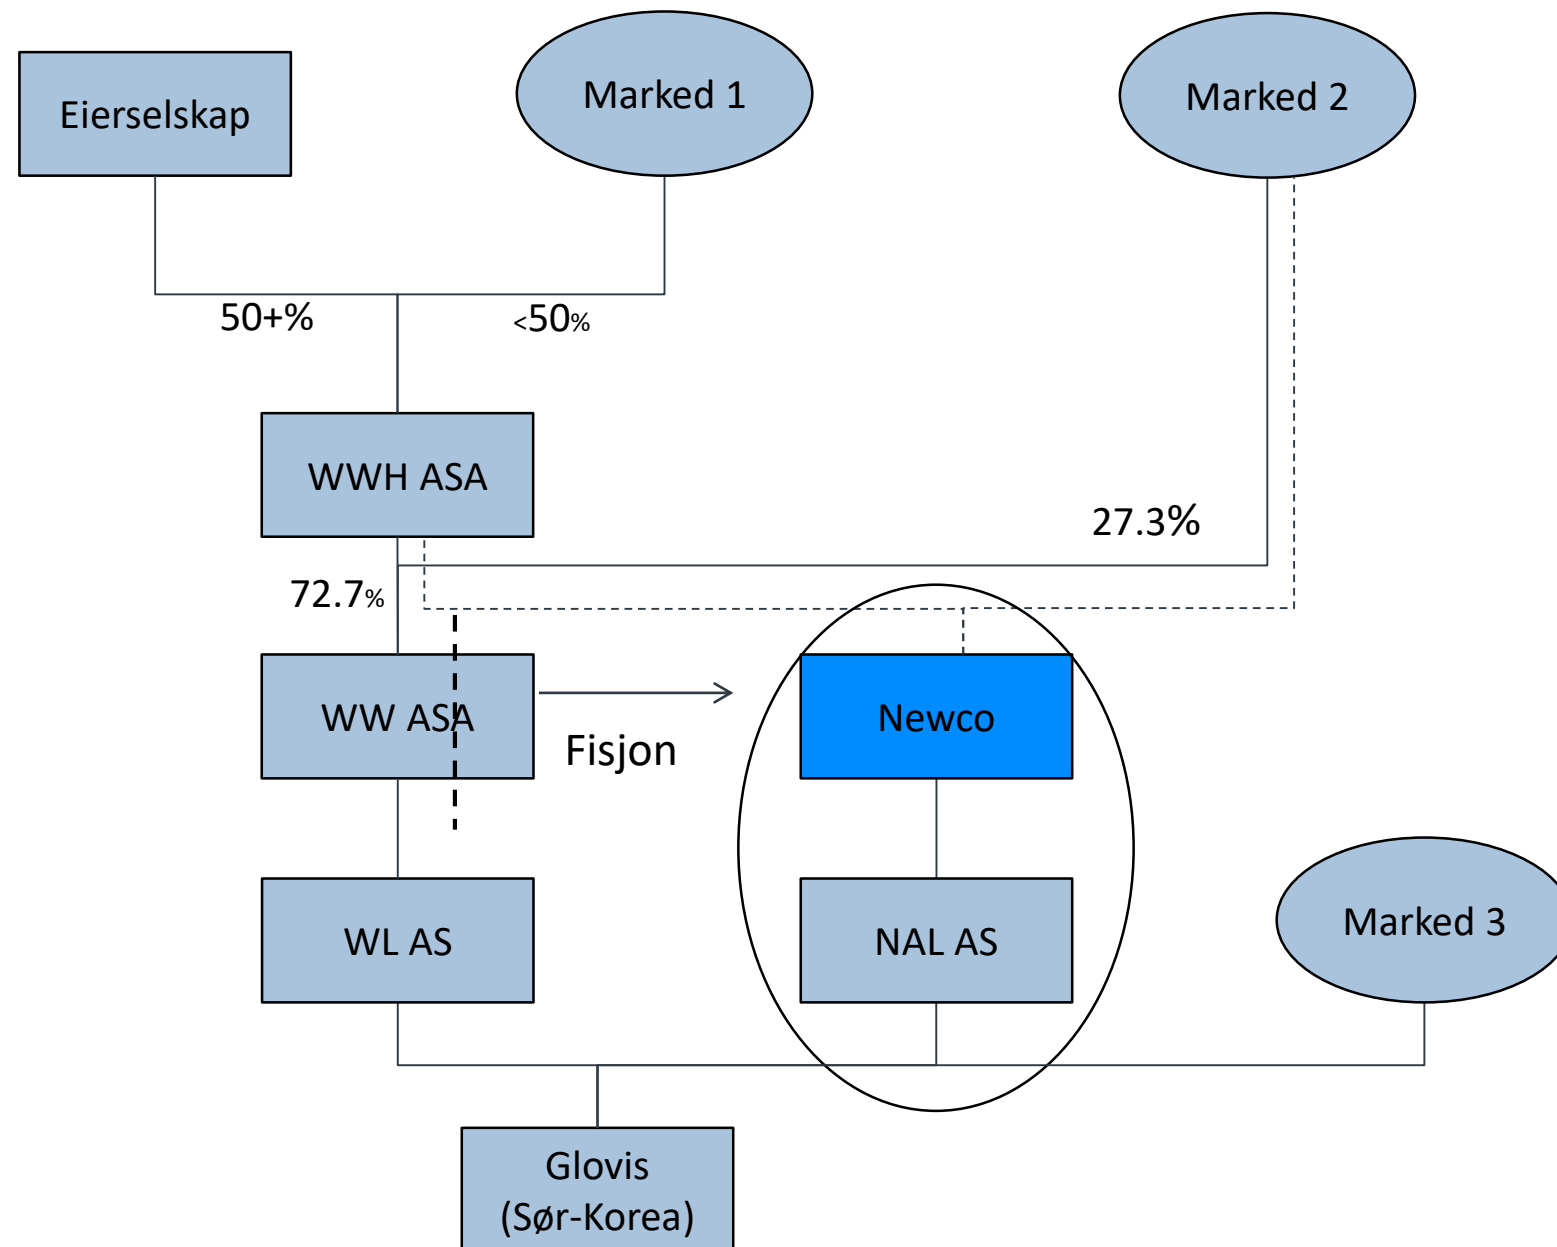 Eierselskap
Marked 1
Marked 2
50+%
<50%
WWH ASA
27.3%
72.7%
WW ASA
Fisjon
Newco
WL AS
NAL AS
Marked 3
Glovis
(Sør-Korea)